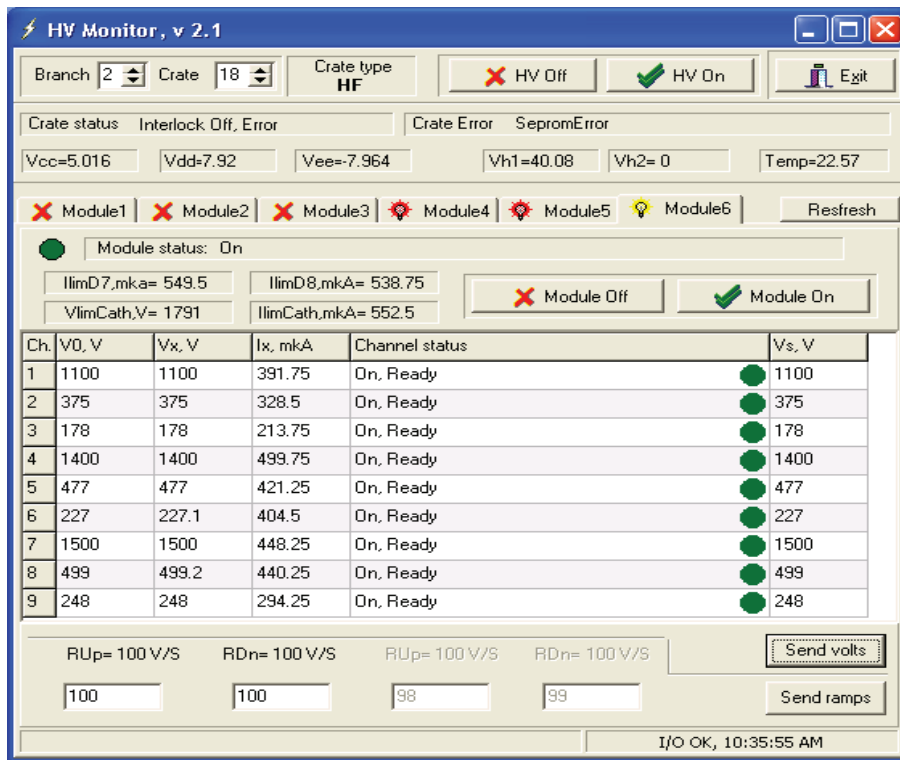 HV Monitor, v 2.1
Branch 2 Crate 18 Crate type HF HV Off HV On Exit
Crate status Interlock Off, Error Crate Error SepromError
Vcc=5.016 Vdd=7.92 Vee=-7.964 Vh1=40.08 Vh2= 0 Temp=22.57
Module1 Module2 Module3 Module4 Module5 Module6 Resfresh
Module status: On
IlimD7,mka= 549.5 IlimD8,mkA= 538.75 Module Off Module On
VlimCath,V= 1791 IlimCath,mkA= 552.5
Ch. V0, V Vx, V Ix, mkA Channel status Vs, V
1 1100 1100 391.75 On, Ready 1100
2 375 375 328.5 On, Ready 375
3 178 178 213.75 On, Ready 178
4 1400 1400 499.75 On, Ready 1400
5 477 477 421.25 On, Ready 477
6 227 227.1 404.5 On, Ready 227
7 1500 1500 448.25 On, Ready 1500
8 499 499.2 440.25 On, Ready 499
9 248 248 294.25 On, Ready 248
RUp= 100 V/S RDn= 100 V/S RUp= 100 V/S RDn= 100 V/S Send volts
100 100 98 99 Send ramps
I/O OK, 10:35:55 AM